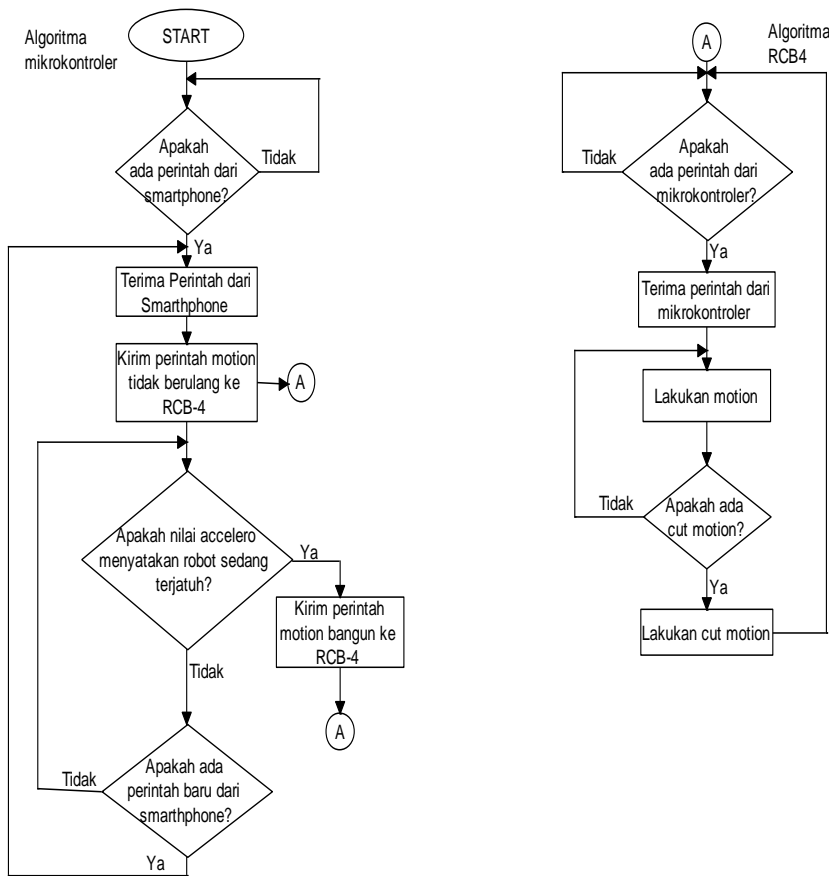 Algoritma
mikrokontroler
START
Apakah
ada perintah dari
smartphone?
Tidak
Ya
Terima Perintah dari
Smarthphone
Kirim perintah motion
tidak berulang ke
RCB-4
A
Apakah nilai accelero
menyatakan robot sedang
terjatuh?
Ya
Kirim perintah
motion bangun ke
RCB-4
A
Tidak
Apakah ada
perintah baru dari
smarthphone?
Tidak
Ya
A
Algoritma
RCB4
Apakah
ada perintah dari
mikrokontroler?
Tidak
Ya
Terima perintah dari
mikrokontroler
Lakukan motion
Apakah ada
cut motion?
Tidak
Ya
Lakukan cut motion